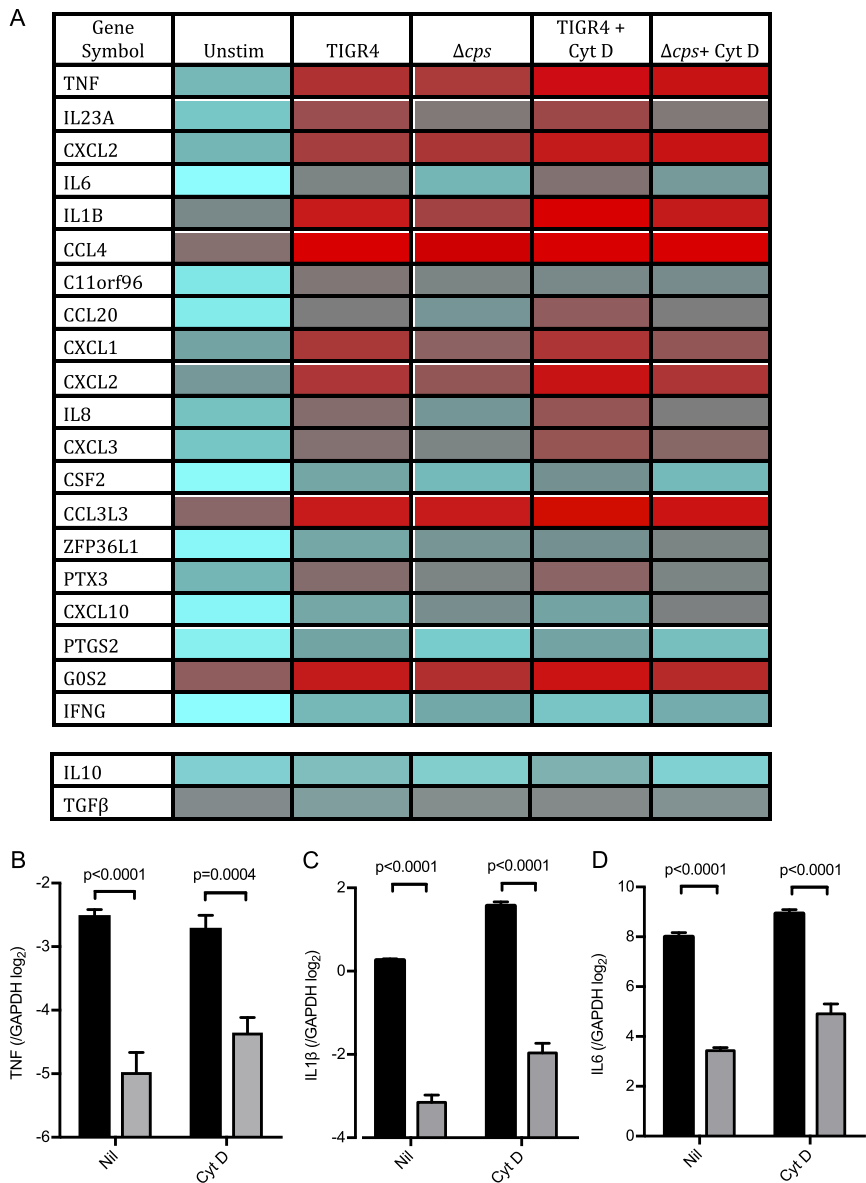 A
Gene Symbol Unstim TIGR4 Δcps TIGR4 + Cyt D Δcps+ Cyt D
TNF
IL23A
CXCL2
IL6
IL1B
CCL4
C11orf96
CCL20
CXCL1
CXCL2
IL8
CXCL3
CSF2
CCL3L3
ZFP36L1
PTX3
CXCL10
PTGS2
G0S2
IFNG
IL10
TGFβ
B
p<0.0001
p=0.0004
TNF (/GAPDH log2)
-2
-3
-4
-5
-6
Nil
Cyt D
C
p<0.0001
p<0.0001
IL1β (/GAPDH log2)
2
0
-2
-4
Nil
Cyt D
D
p<0.0001
p<0.0001
IL6 (/GAPDH log2)
10
8
6
4
2
0
Nil
Cyt D